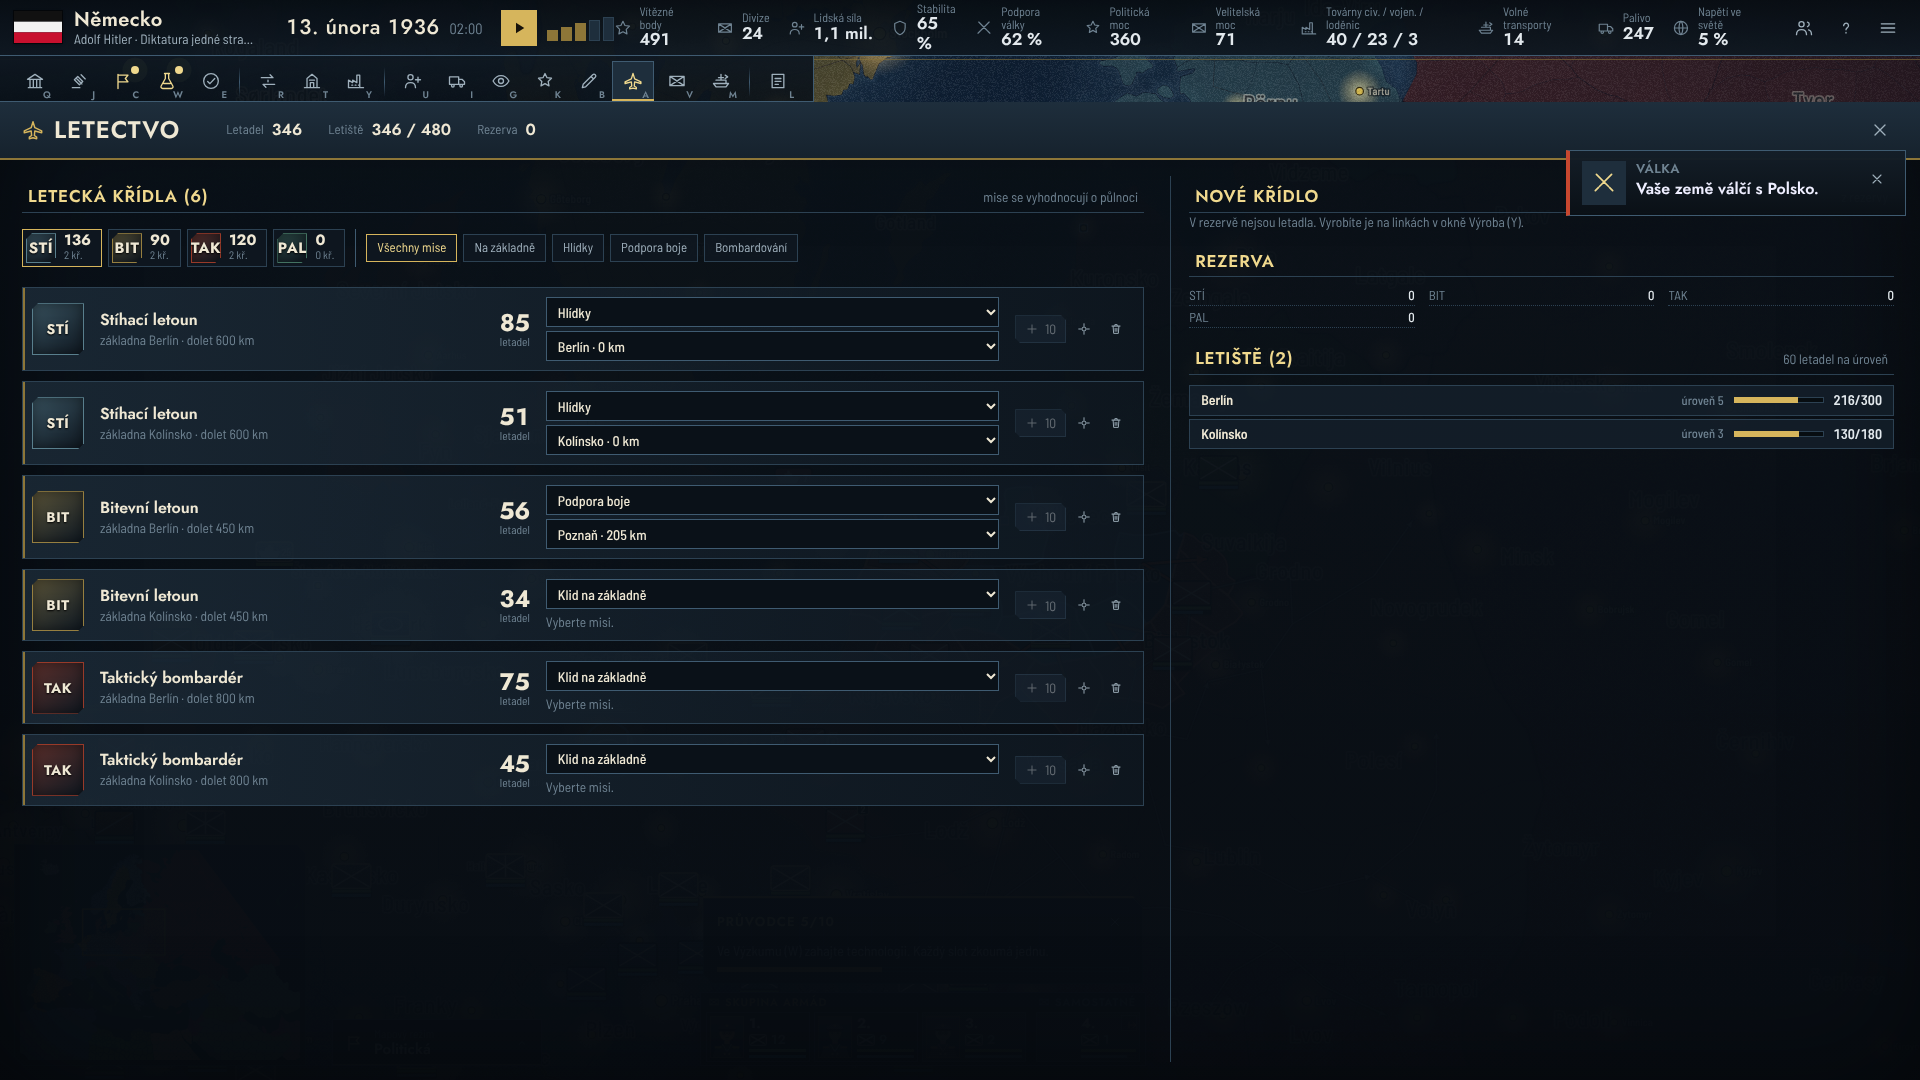 Německo
Adolf Hitler · Diktatura jedné stra...
13. února 1936 02:00
Vítězné body 491
Divize 24
Lidská síla 1,1 mil.
Stabilita 65 %
Podpora války 62 %
Politická moc 360
Velitelská moc 71
Továrny civ. / vojen. / loděnic 40 / 23 / 3
Volné transporty 14
Palivo 247
Napětí ve světě 5 %
?
Q J C W E R T Y U I G K B A V M L
Tartu
LETECTVO
Letadel 346 Letiště 346 / 480 Rezerva 0
VÁLKA
Vaše země válčí s Polsko.
LETECKÁ KŘÍDLA (6)
mise se vyhodnocují o půlnoci
STÍ 136 2 kř.
BIT 90 2 kř.
TAK 120 2 kř.
PAL 0 0 kř.
Všechny mise
Na základně
Hlídky
Podpora boje
Bombardování
STÍ
Stíhací letoun
základna Berlín · dolet 600 km
85
letadel
Hlídky
Berlín · 0 km
+ 10
STÍ
Stíhací letoun
základna Kolínsko · dolet 600 km
51
letadel
Hlídky
Kolínsko · 0 km
+ 10
BIT
Bitevní letoun
základna Berlín · dolet 450 km
56
letadel
Podpora boje
Poznaň · 205 km
+ 10
BIT
Bitevní letoun
základna Kolínsko · dolet 450 km
34
letadel
Klid na základně
Vyberte misi.
+ 10
TAK
Taktický bombardér
základna Berlín · dolet 800 km
75
letadel
Klid na základně
Vyberte misi.
+ 10
TAK
Taktický bombardér
základna Kolínsko · dolet 800 km
45
letadel
Klid na základně
Vyberte misi.
+ 10
NOVÉ KŘÍDLO
V rezervě nejsou letadla. Vyrobíte je na linkách v okně Výroba (Y).
REZERVA
STÍ 0
BIT 0
TAK 0
PAL 0
LETIŠTĚ (2)
60 letadel na úroveň
Berlín úroveň 5 216/300
Kolínsko úroveň 3 130/180